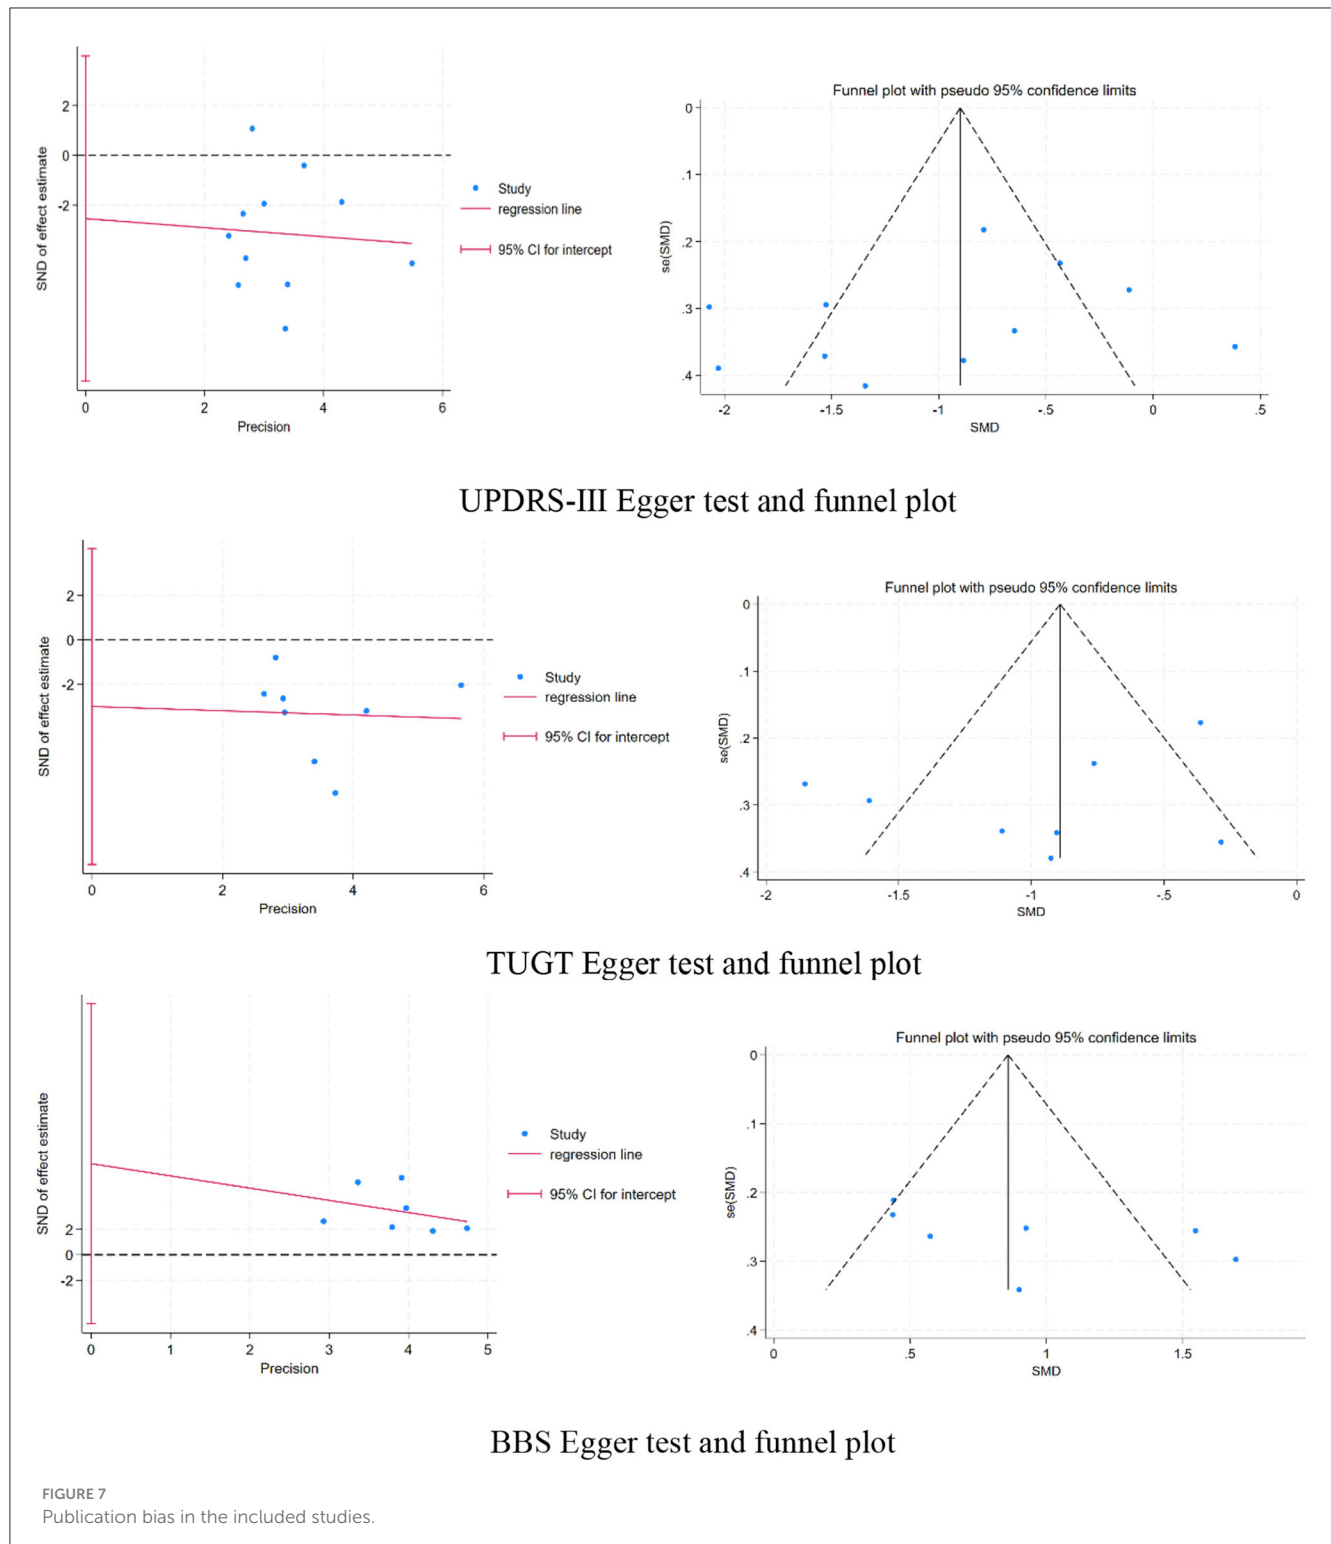 2
0
-2
SND of effect estimate
0
2
4
6
Precision
Study
regression line
95% CI for intercept
Funnel plot with pseudo 95% confidence limits
0
.1
.2
.3
.4
se(SMD)
-2
-1.5
-1
-.5
0
.5
SMD
UPDRS-III Egger test and funnel plot
2
0
-2
SND of effect estimate
0
2
4
6
Precision
Study
regression line
95% CI for intercept
Funnel plot with pseudo 95% confidence limits
0
.1
.2
.3
.4
se(SMD)
-2
-1.5
-1
-.5
0
SMD
TUGT Egger test and funnel plot
2
0
-2
SND of effect estimate
0
1
2
3
4
5
Precision
Study
regression line
95% CI for intercept
Funnel plot with pseudo 95% confidence limits
0
.1
.2
.3
.4
se(SMD)
0
.5
1
1.5
SMD
BBS Egger test and funnel plot
FIGURE 7
Publication bias in the included studies.